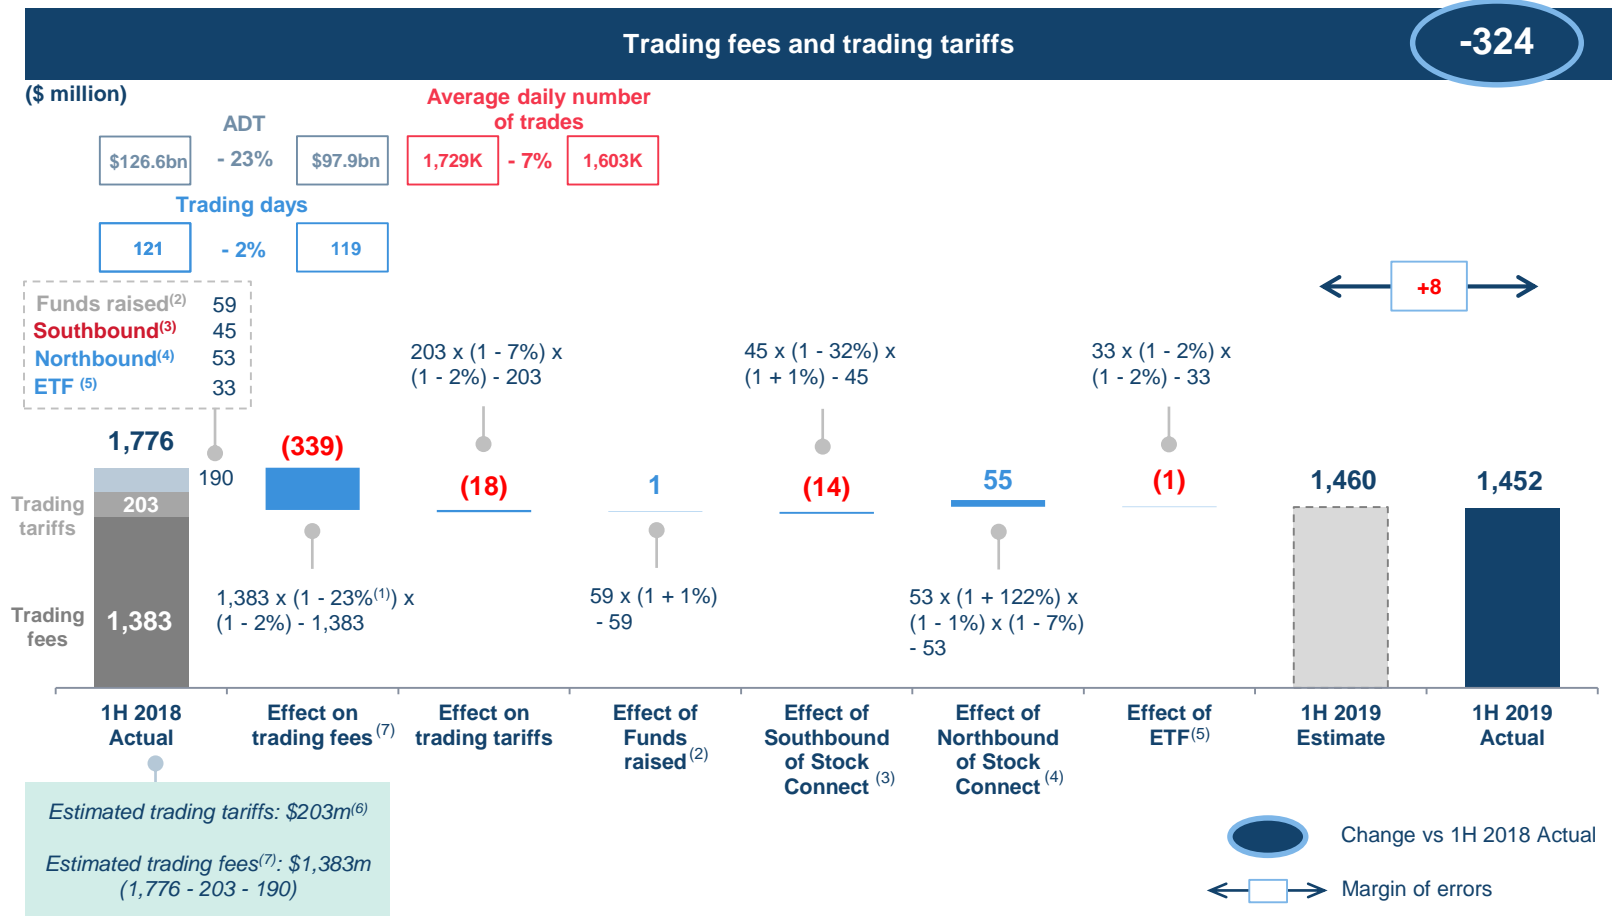 Trading fees and trading tariffs
-324
($ million)
ADT
$126.6bn - 23% $97.9bn
Average daily number
of trades
1,729K - 7% 1,603K
Trading days
121 - 2% 119
+8
Funds raised(2) 59
Southbound(3) 45
Northbound(4) 53
ETF (5) 33
203 x (1 - 7%) x
(1 - 2%) - 203
45 x (1 - 32%) x
(1 + 1%) - 45
33 x (1 - 2%) x
(1 - 2%) - 33
1,776
190
(339)
(18)
1
(14)
55
(1)
1,460
1,452
Trading
tariffs
203
Trading
fees
1,383
1,383 x (1 - 23%(1)) x
(1 - 2%) - 1,383
59 x (1 + 1%)
- 59
53 x (1 + 122%) x
(1 - 1%) x (1 - 7%)
- 53
1H 2018
Actual
Effect on
trading fees (7)
Effect on
trading tariffs
Effect of
Funds
raised (2)
Effect of
Southbound
of Stock
Connect (3)
Effect of
Northbound
of Stock
Connect (4)
Effect of
ETF(5)
1H 2019
Estimate
1H 2019
Actual
Estimated trading tariffs: $203m(6)
Estimated trading fees(7): $1,383m
(1,776 - 203 - 190)
Change vs 1H 2018 Actual
Margin of errors